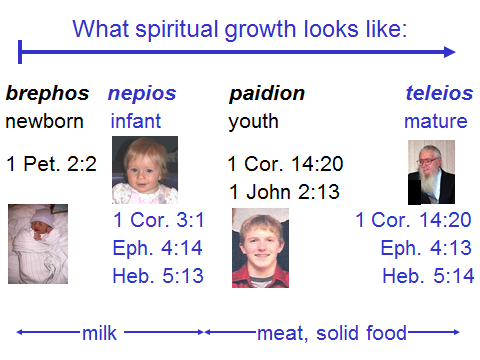 What spiritual growth looks like:
brephos nepios paidion teleios
newborn infant youth mature
1 Pet. 2:2 1 Cor. 14:20
1 John 2:13
1 Cor. 3:1 1 Cor. 14:20
Eph. 4:14 Eph. 4:13
Heb. 5:13 Heb. 5:14
milk meat, solid food